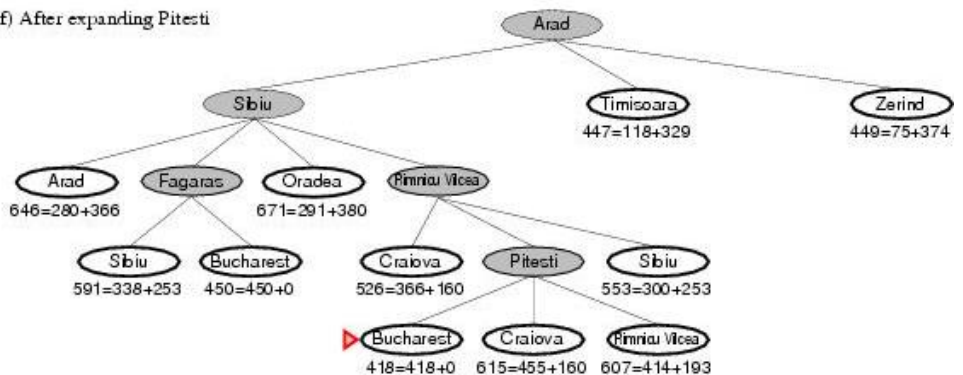 f) After expanding Pitesti
Arad
Sibiu
Timisoara
Zerind
447=118+329
449=75+374
Arad
Fagaras
Oradea
Rimnicu Vilcea
646=280+366
671=291+380
Sibiu
Bucharest
Craiova
Pitesti
Sibiu
591=338+253
450=450+0
526=366+160
553=300+253
Bucharest
Craiova
Rimnicu Vilcea
418=418+0
615=455+160
607=414+193